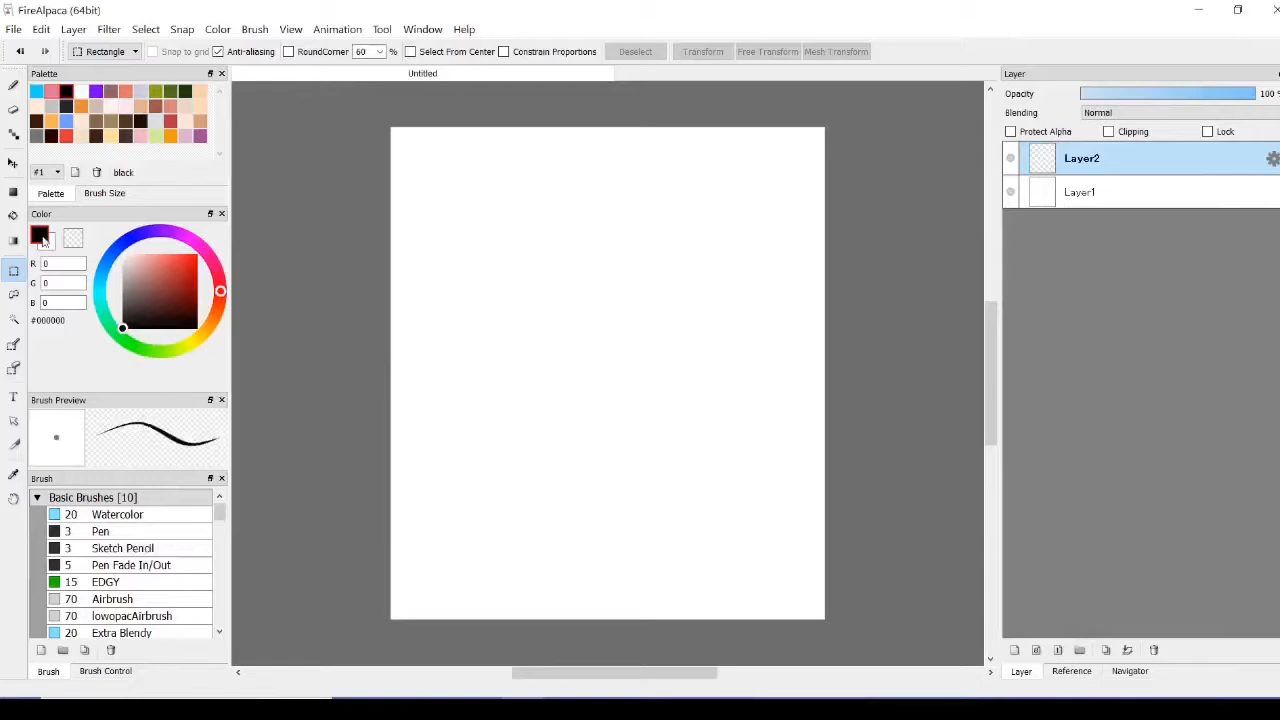 FireAlpaca (64bit)
File Edit Layer Filter Select Snap Color Brush View Animation Tool Window Help
Rectangle Snap to grid Anti-aliasing RoundCorner 60 % Select From Center Constrain Proportions Deselect Transform Free Transform Mesh Transform
Palette
Untitled
Layer
Opacity 100 %
Blending Normal
Protect Alpha Clipping Lock
Layer2
Layer1
#1 black
Palette Brush Size
Color
R 0
G 0
B 0
#000000
Brush Preview
Brush
Basic Brushes [10]
20 Watercolor
3 Pen
3 Sketch Pencil
5 Pen Fade In/Out
15 EDGY
70 Airbrush
70 lowopacAirbrush
20 Extra Blendy
Brush Brush Control
Layer Reference Navigator